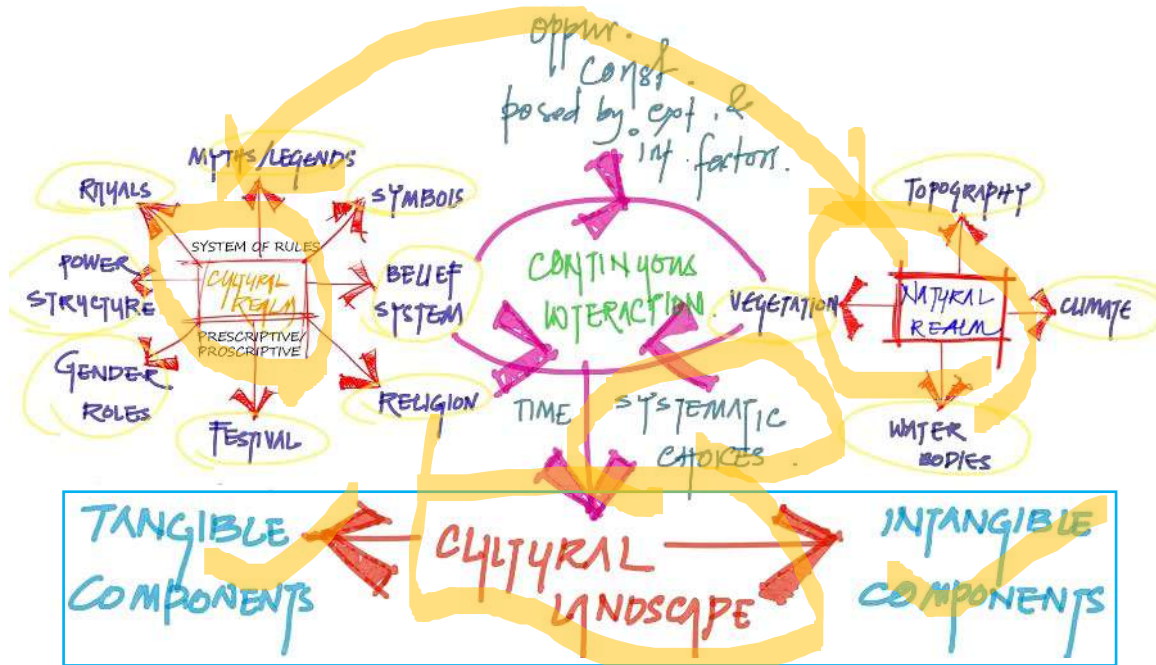 oppur.
const.
posed by ext. &
int. factors.
MYTHS/LEGENDS
RITUALS
SYMBOLS
SYSTEM OF RULES
POWER
STRUCTURE
CULTURAL
REALM
BELIEF
SYSTEM
PRESCRIPTIVE/
PROSCRIPTIVE
GENDER
ROLES
RELIGION
FESTIVAL
CONTINUOUS
INTERACTION
TIME
SYSTEMATIC
CHOICES.
TOPOGRAPHY
VEGETATION
NATURAL
REALM
CLIMATE
WATER
BODIES
TANGIBLE
COMPONENTS
CULTURAL
LANDSCAPE
INTANGIBLE
COMPONENTS